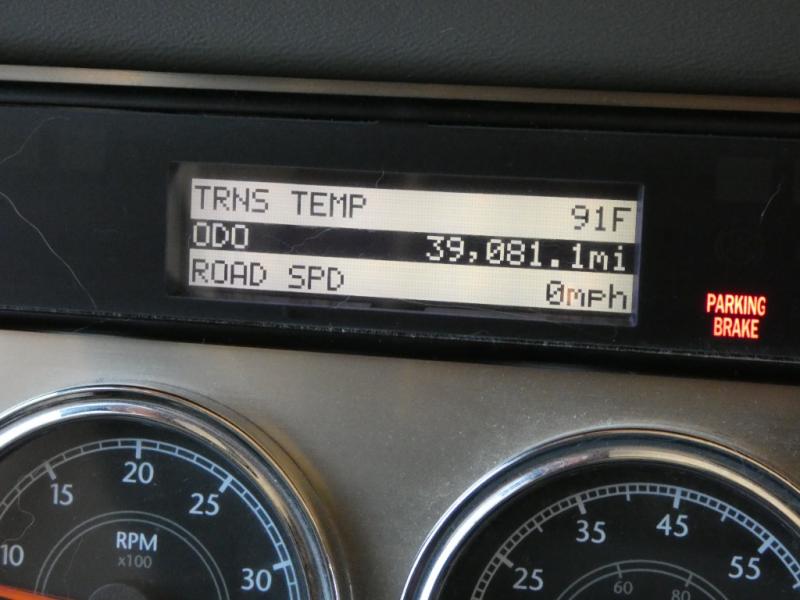 TRNS TEMP 91F
ODO 39,081.1mi
ROAD SPD 0mph
PARKING
BRAKE
10 15 20 25 30
RPM
x100
25 35 45 55
60 80